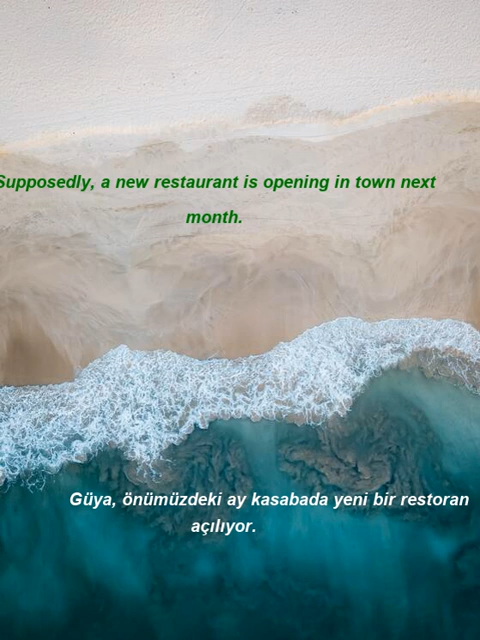 Supposedly, a new restaurant is opening in town next
month.
Güya, önümüzdeki ay kasabada yeni bir restoran
açılıyor.